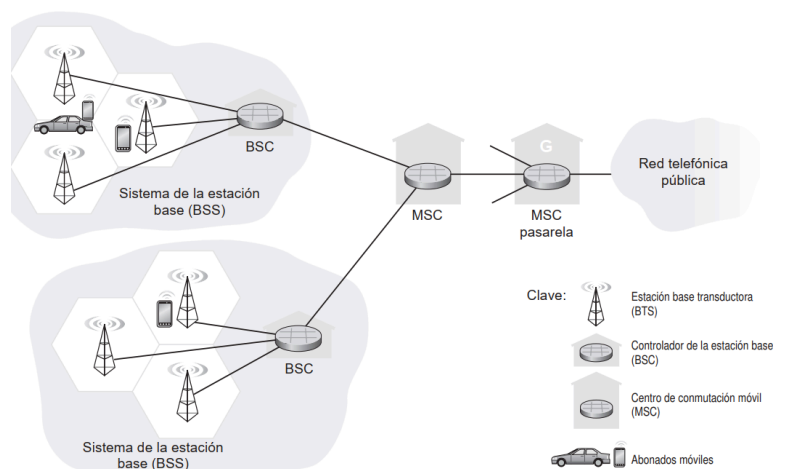 BSC
Sistema de la estación
base (BSS)
MSC
G
MSC
pasarela
Red telefónica
pública
BSC
Sistema de la estación
base (BSS)
Clave:
Estación base transductora
(BTS)
Controlador de la estación base
(BSC)
Centro de conmutación móvil
(MSC)
Abonados móviles